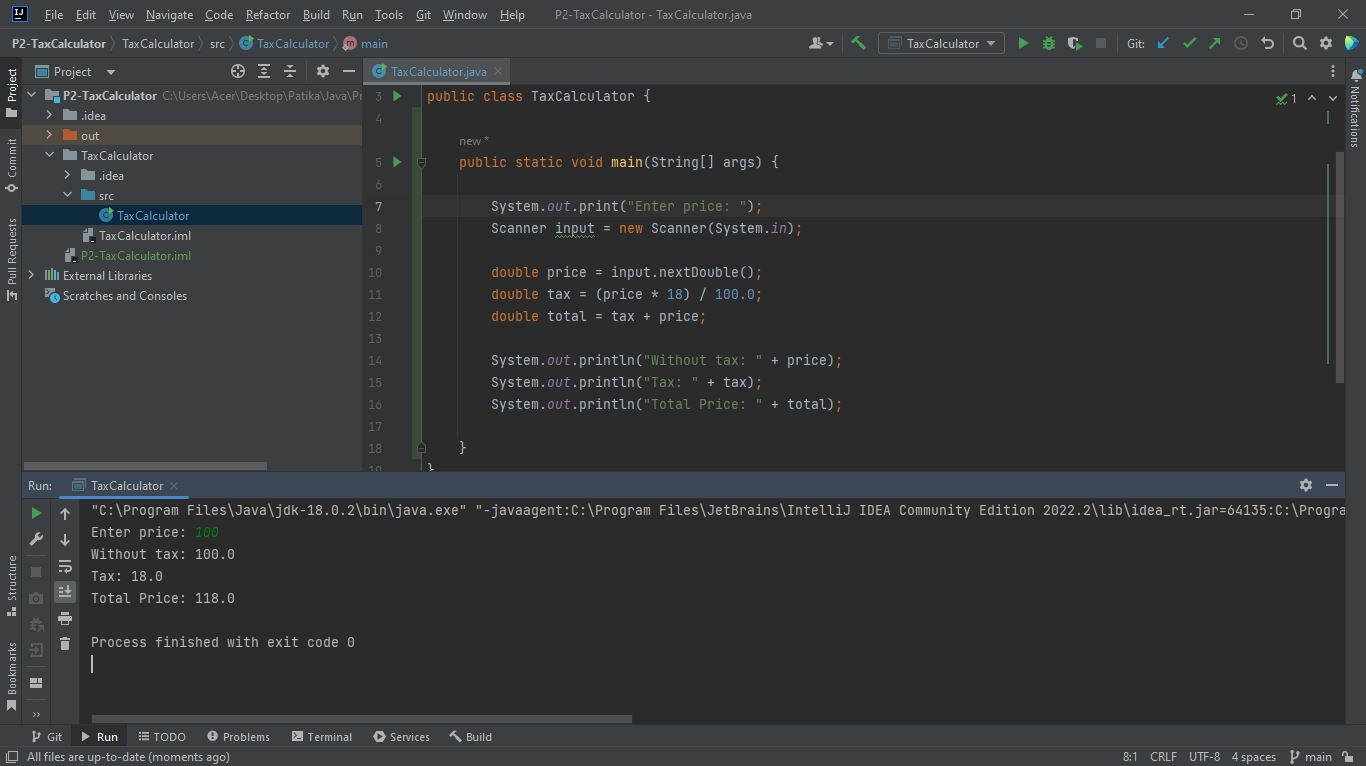 File Edit View Navigate Code Refactor Build Run Tools Git Window Help P2-TaxCalculator - TaxCalculator.java
P2-TaxCalculator TaxCalculator src TaxCalculator main TaxCalculator Git:
Project
TaxCalculator.java
Project
Commit
Pull Requests
Structure
Bookmarks
Notifications
P2-TaxCalculator C:\Users\Acer\Desktop\Patika\Java\Pr
.idea
out
TaxCalculator
.idea
src
TaxCalculator
TaxCalculator.iml
P2-TaxCalculator.iml
External Libraries
Scratches and Consoles
1
3 public class TaxCalculator {
4
new *
5 public static void main(String[] args) {
6
7 System.out.print("Enter price: ");
8 Scanner input = new Scanner(System.in);
9
10 double price = input.nextDouble();
11 double tax = (price * 18) / 100.0;
12 double total = tax + price;
13
14 System.out.println("Without tax: " + price);
15 System.out.println("Tax: " + tax);
16 System.out.println("Total Price: " + total);
17
18 }
19 }
Run: TaxCalculator
"C:\Program Files\Java\jdk-18.0.2\bin\java.exe" "-javaagent:C:\Program Files\JetBrains\IntelliJ IDEA Community Edition 2022.2\lib\idea_rt.jar=64135:C:\Progra
Enter price: 100
Without tax: 100.0
Tax: 18.0
Total Price: 118.0
Process finished with exit code 0
Git Run TODO Problems Terminal Services Build
All files are up-to-date (moments ago) 8:1 CRLF UTF-8 4 spaces main